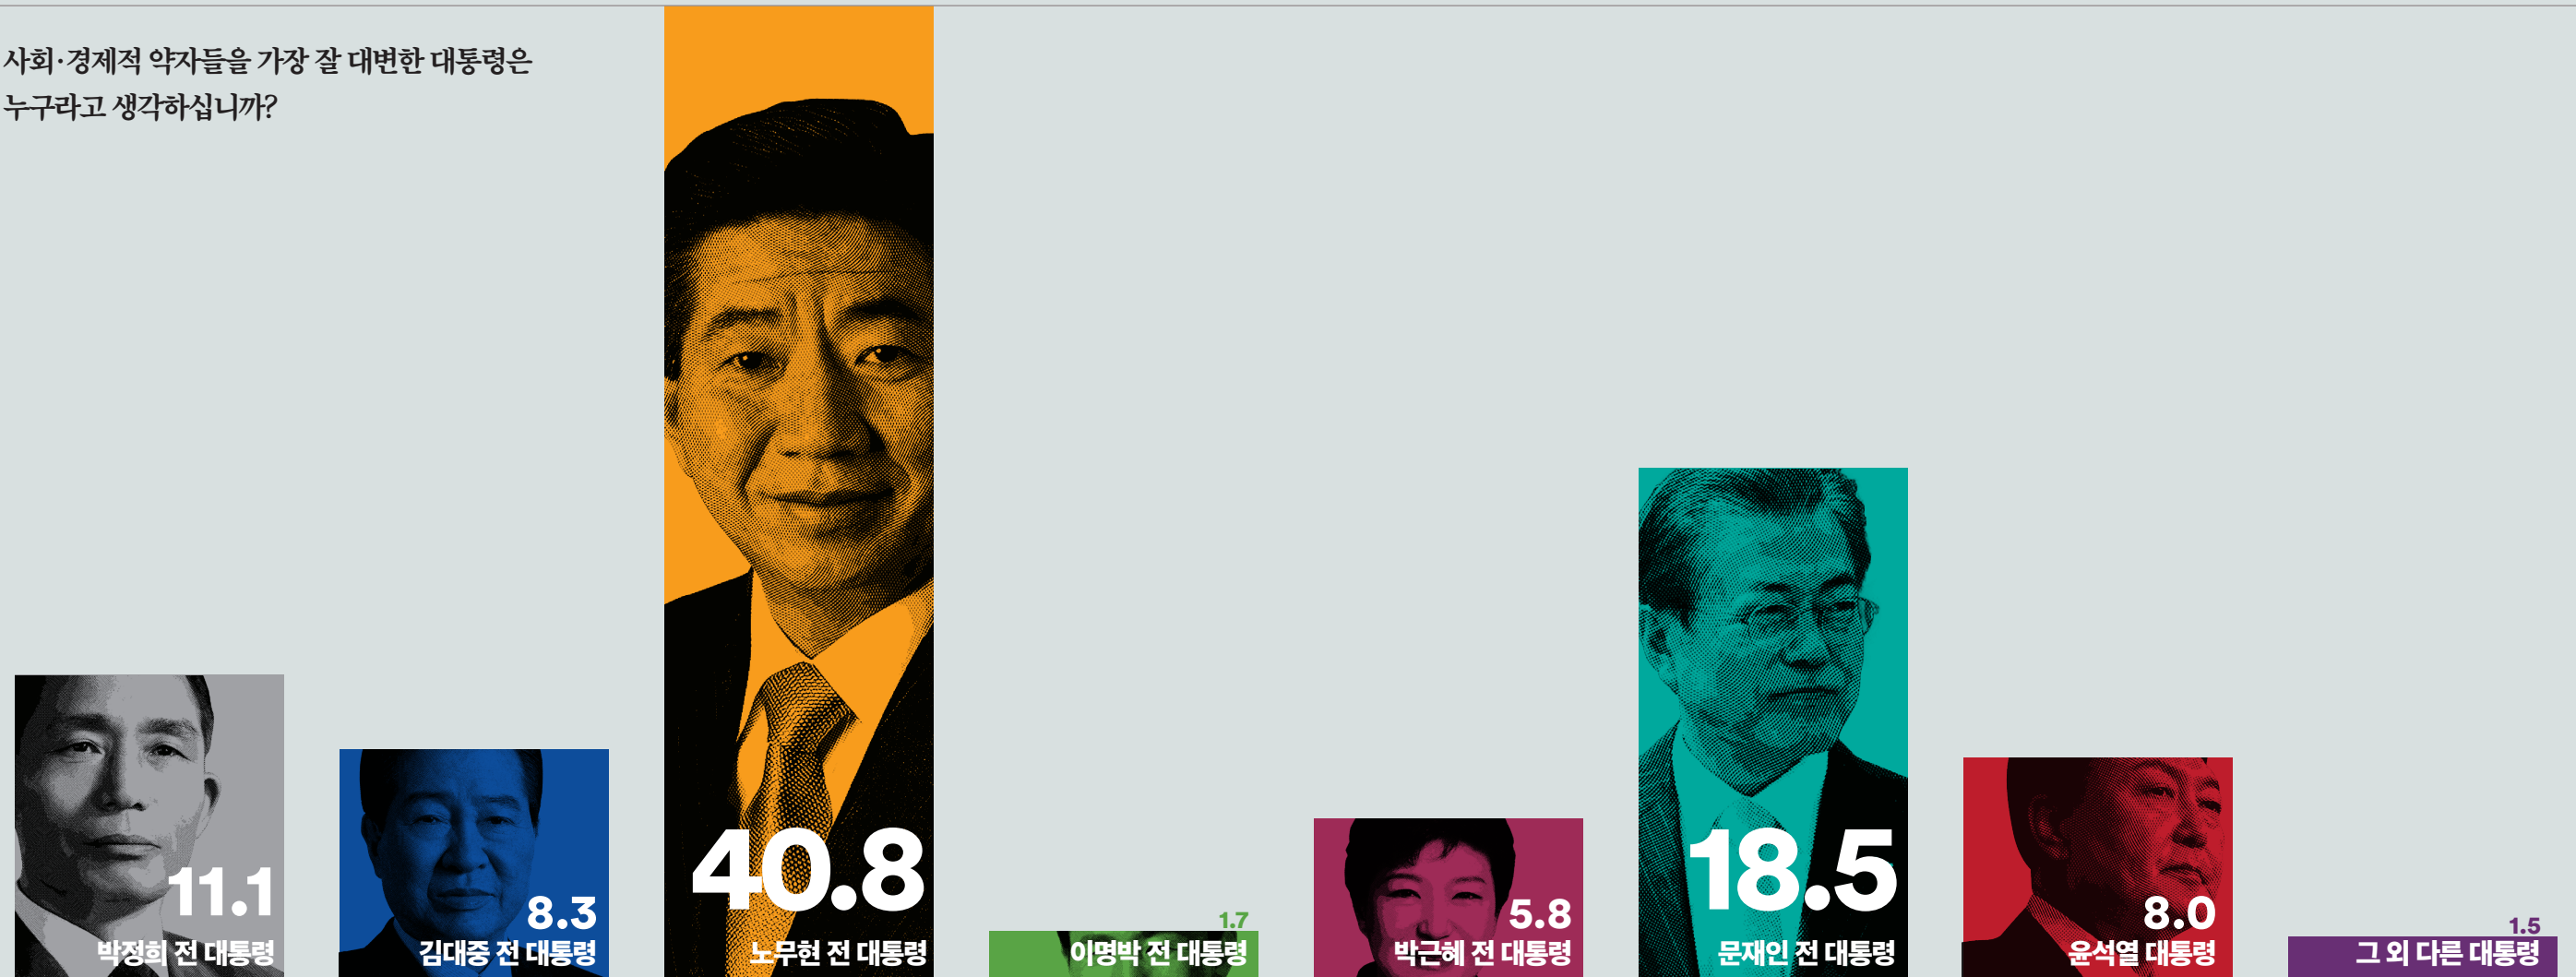 사회·경제적 약자들을 가장 잘 대변한 대통령은
누구라고 생각하십니까?
11.1
박정희 전 대통령
8.3
김대중 전 대통령
40.8
노무현 전 대통령
1.7
이명박 전 대통령
5.8
박근혜 전 대통령
18.5
문재인 전 대통령
8.0
윤석열 대통령
1.5
그 외 다른 대통령